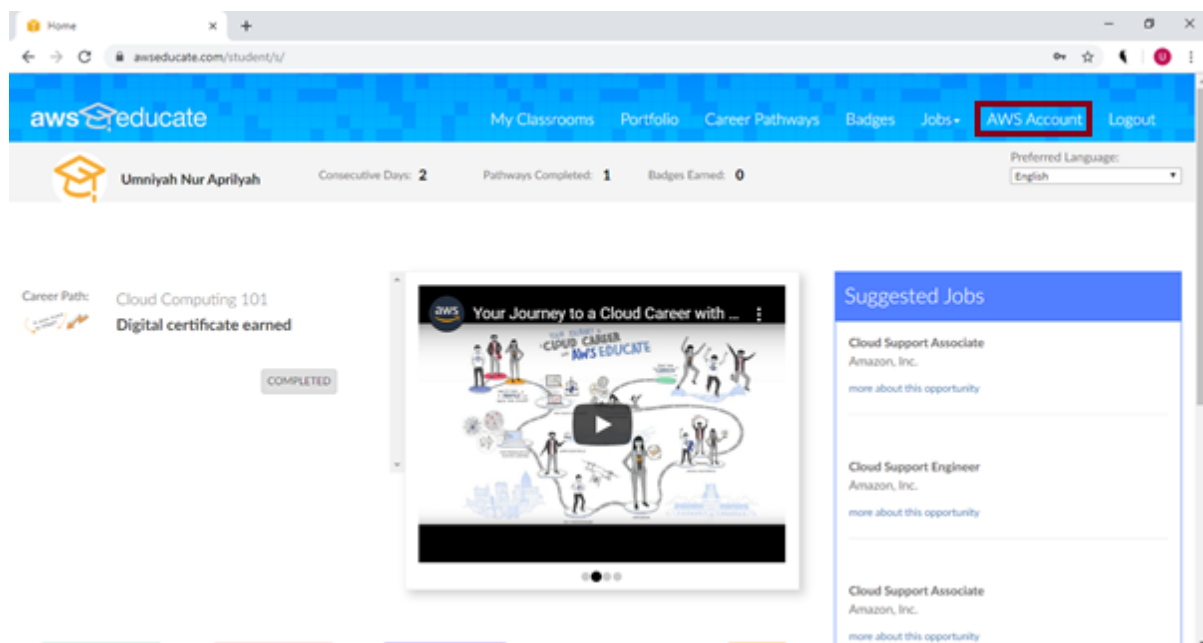 Home
awseducate.com/student/s/
aws educate
My Classrooms Portfolio Career Pathways Badges Jobs AWS Account Logout
Umniyah Nur Aprilyah Consecutive Days: 2 Pathways Completed: 1 Badges Earned: 0
Preferred Language:
English
Career Path:
Cloud Computing 101
Digital certificate earned
COMPLETED
aws Your Journey to a Cloud Career with ...
YOUR JOURNEY to a
CLOUD CAREER
with AWS EDUCATE
Suggested Jobs
Cloud Support Associate
Amazon, Inc.
more about this opportunity
Cloud Support Engineer
Amazon, Inc.
more about this opportunity
Cloud Support Associate
Amazon, Inc.
more about this opportunity